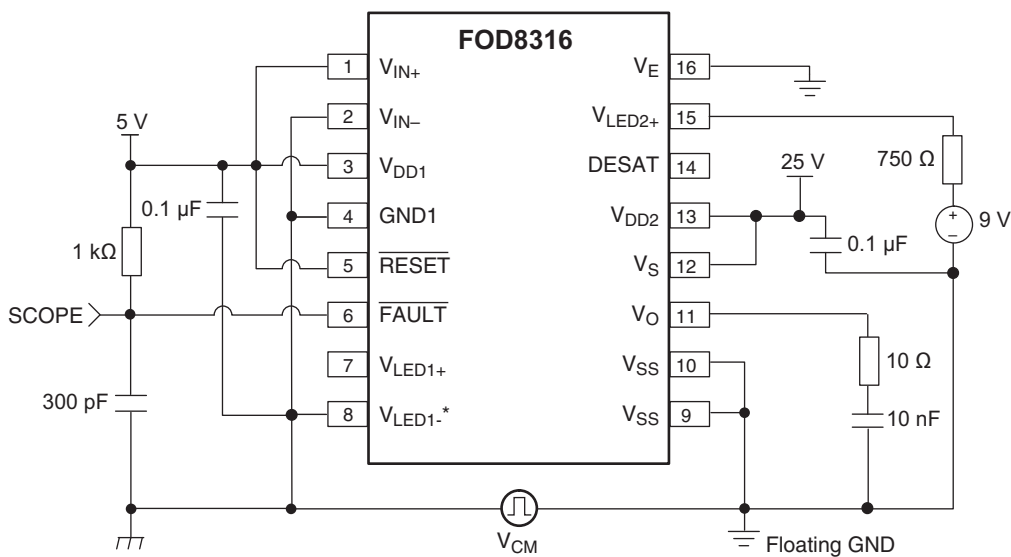 FOD8316
1 V_IN+
2 V_IN–
3 V_DD1
4 GND1
5 RESET
6 FAULT
7 V_LED1+
8 V_LED1-*
V_E 16
V_LED2+ 15
DESAT 14
V_DD2 13
V_S 12
V_O 11
V_SS 10
V_SS 9
5 V
0.1 µF
1 kΩ
SCOPE
300 pF
25 V
0.1 µF
750 Ω
+
–
9 V
10 Ω
10 nF
V_CM
Floating GND